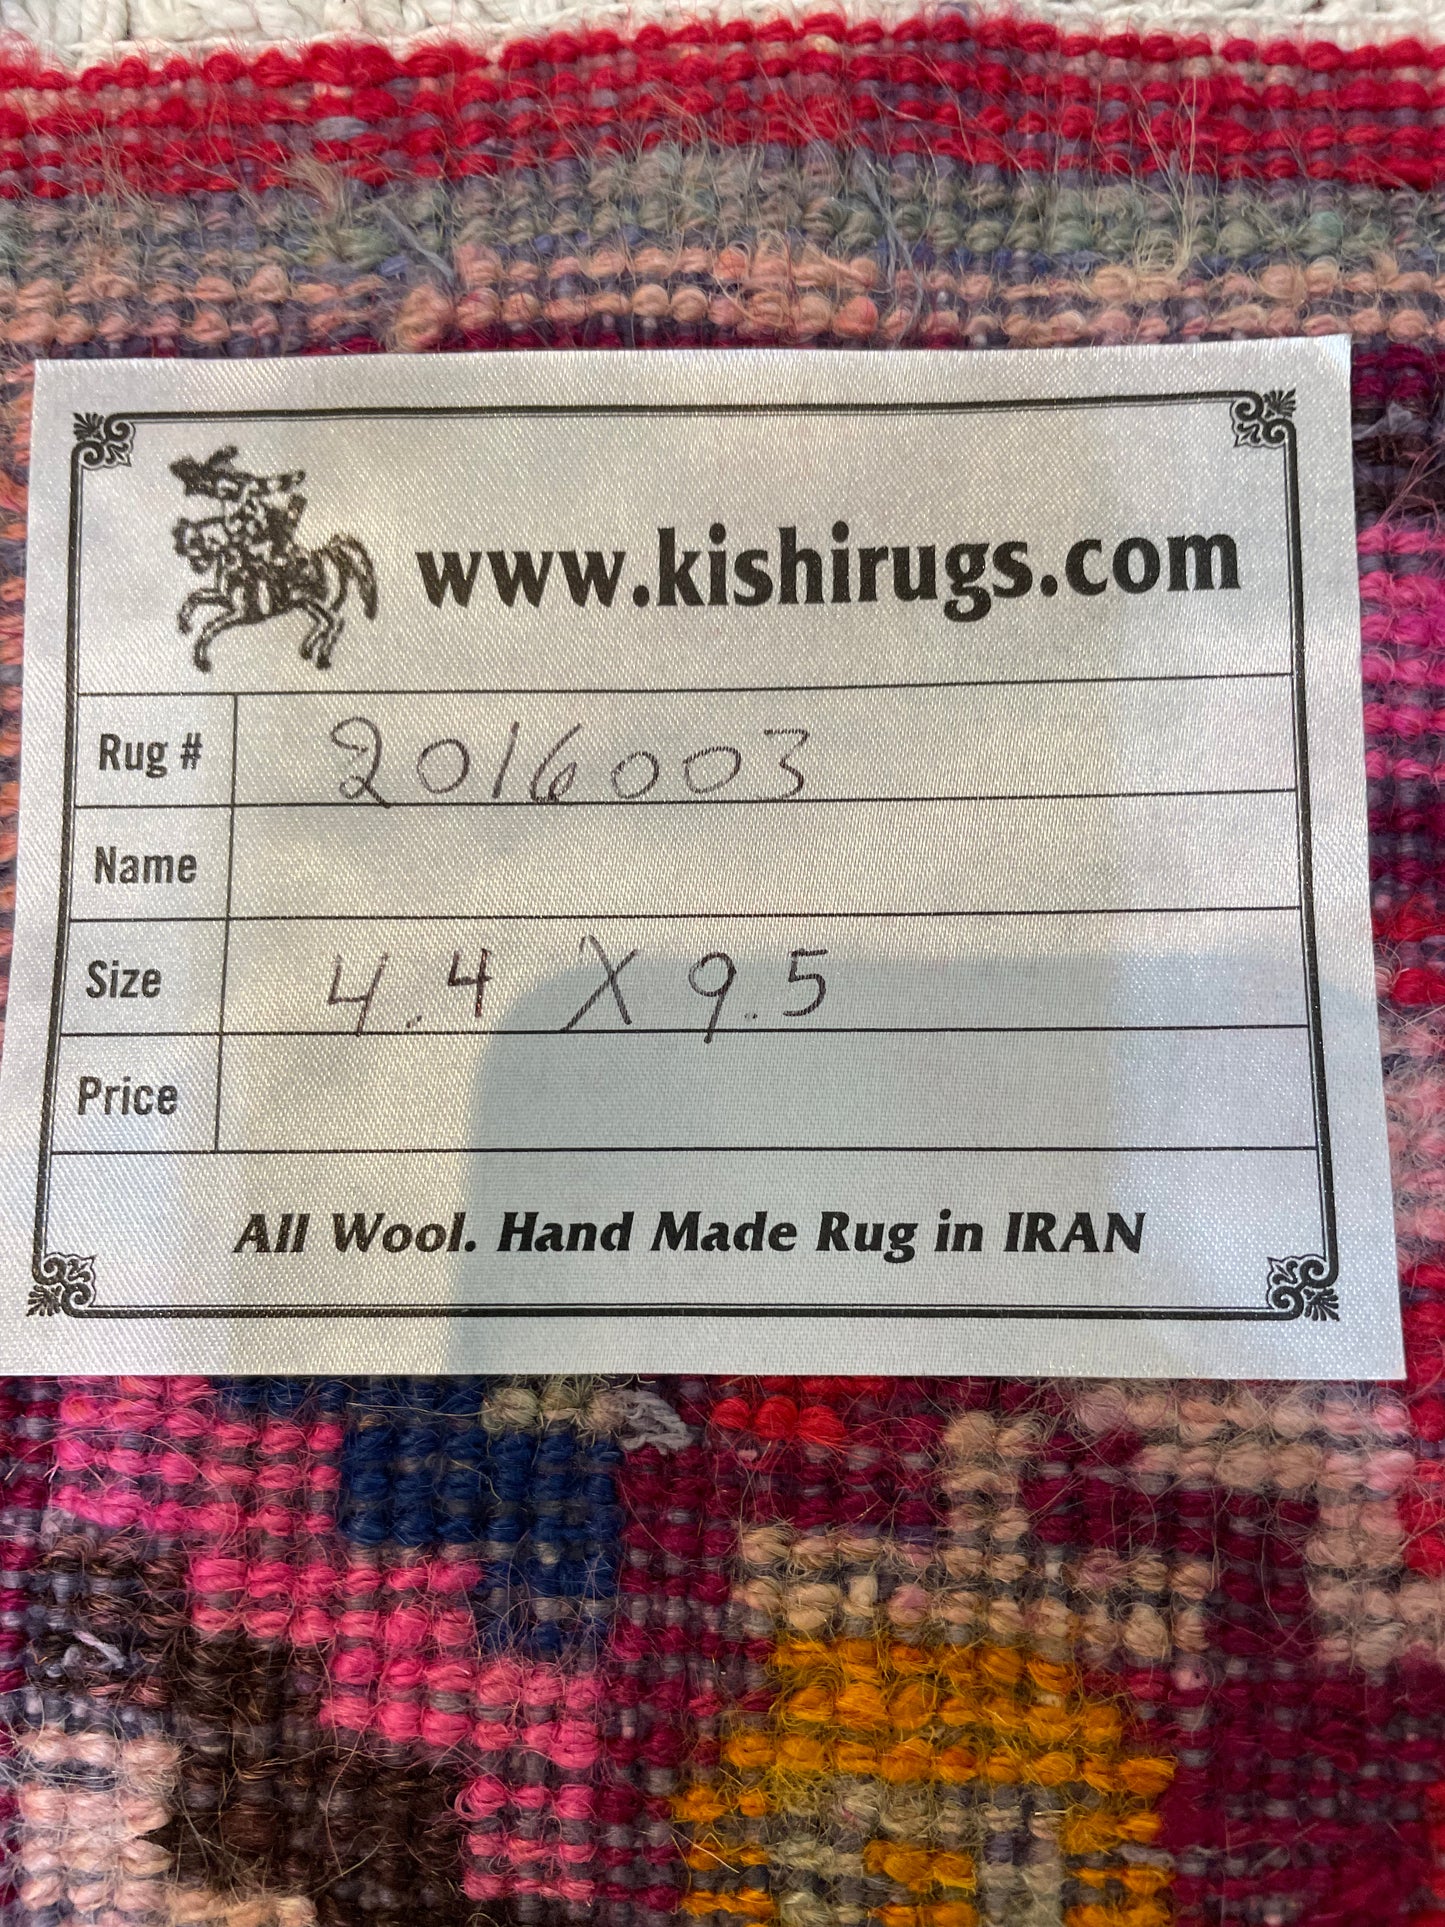 www.kishirugs.com
Rug # 2016003
Name
Size 4.4 X 9.5
Price
All Wool. Hand Made Rug in IRAN